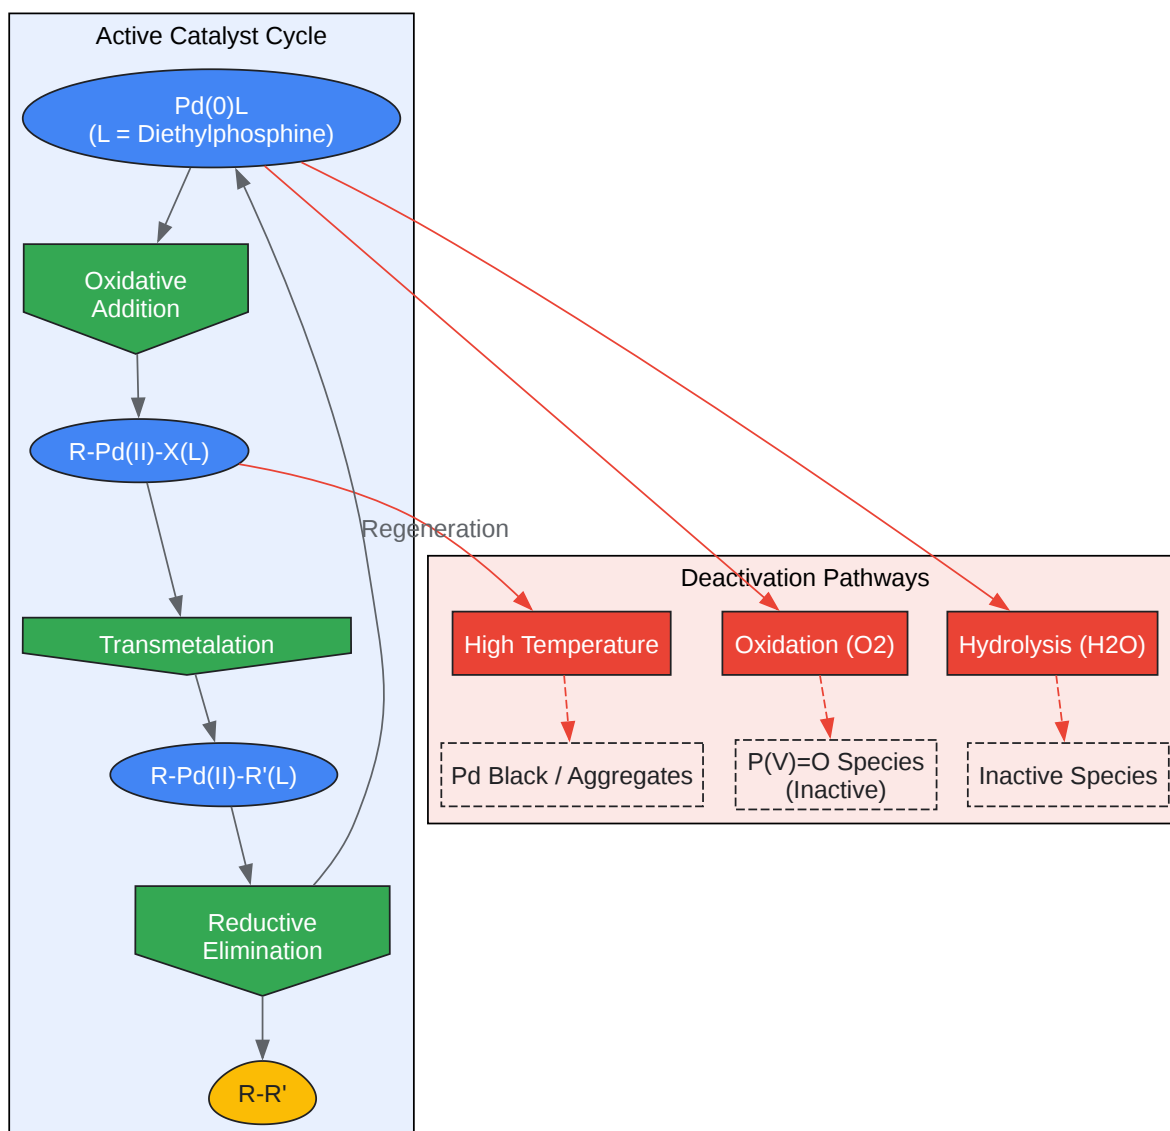 Active Catalyst Cycle
Pd(0)L
(L = Diethylphosphine)
Oxidative
Addition
R-Pd(II)-X(L)
Regeneration
Transmetalation
R-Pd(II)-R'(L)
Reductive
Elimination
R-R'
Deactivation Pathways
High Temperature
Oxidation (O2)
Hydrolysis (H2O)
Pd Black / Aggregates
P(V)=O Species
(Inactive)
Inactive Species